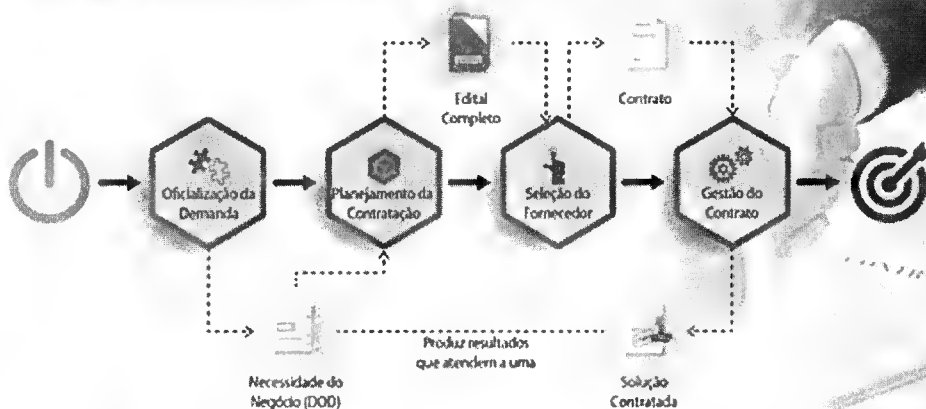 Edital
Completo
Contrato
Oficialização da
Demanda
Planejamento da
Contratação
Seleção do
Fornecedor
Gestão do
Contrato
Produz resultados
que atendem a uma
Necessidade do
Negócio (DOD)
Solução
Contratada